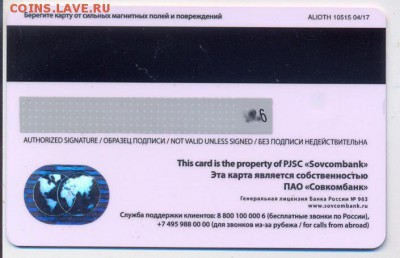 COINS.LAVE.RU
Берегите карту от сильных магнитных полей и повреждений ALIOTH 10515 04/17
6
AUTHORIZED SIGNATURE / ОБРАЗЕЦ ПОДПИСИ / NOT VALID UNLESS SIGNED / БЕЗ ПОДПИСИ НЕДЕЙСТВИТЕЛЬНА
This card is the property of PJSC «Sovcombank»
Эта карта является собственностью
ПАО «Совкомбанк»
Генеральная лицензия Банка России № 963
www.sovcombank.ru
Служба поддержки клиентов: 8 800 100 000 6 (бесплатные звонки по России),
+7 495 988 00 00 (для звонков из-за рубежа / for calls from abroad)